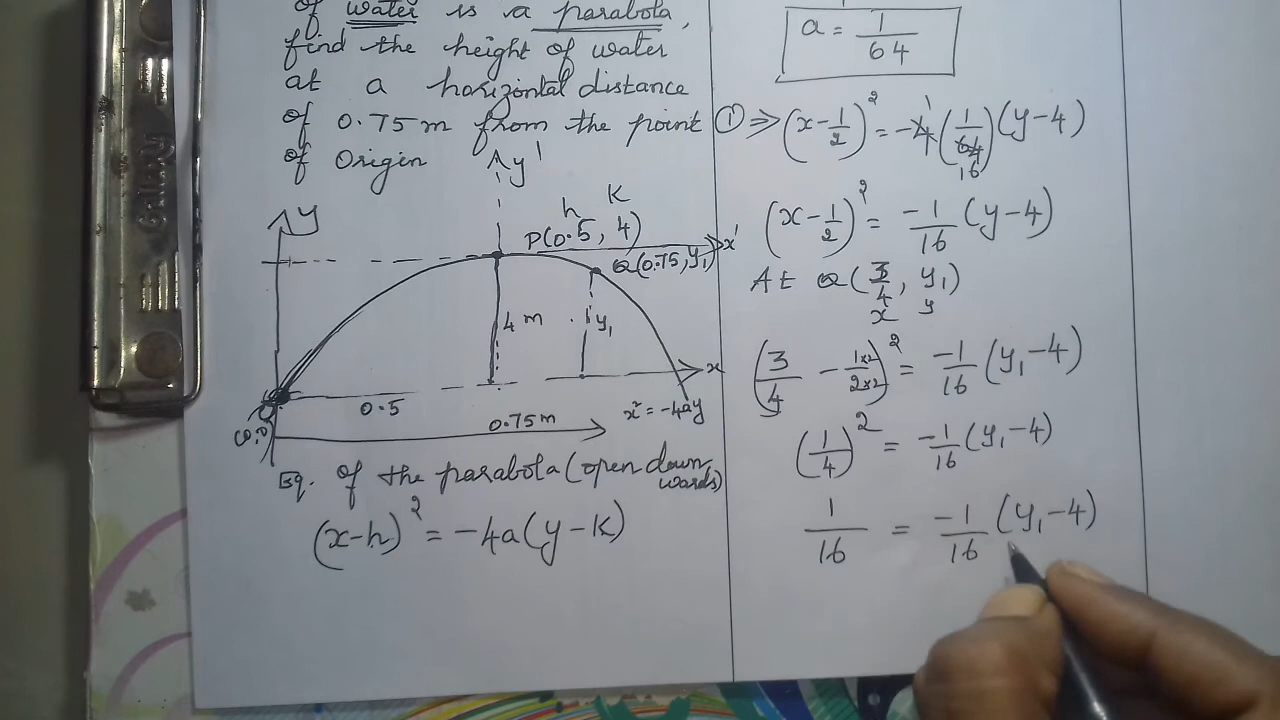 of water is a parabola,
find the height of water
at a horizontal distance
of 0.75 m from the point
of Origin
y'
y
h K
P(0.5, 4)
x'
Q(0.75, y₁)
4 m
y₁
x
0.5
x² = -4ay
0.75 m
(0,0)
Eq. of the parabola (open down
wards)
(x-h)² = -4a(y-K)
a = 1/64
① ⇒ (x - 1/2)² = -4 (1/64) (y-4)
1
16
(x - 1/2)² = -1/16 (y-4)
At Q(3/4, y₁)
x y
(3/4 - 1×2/2×2)² = -1/16 (y₁-4)
(1/4)² = -1/16 (y₁-4)
1/16 = -1/16 (y₁-4)